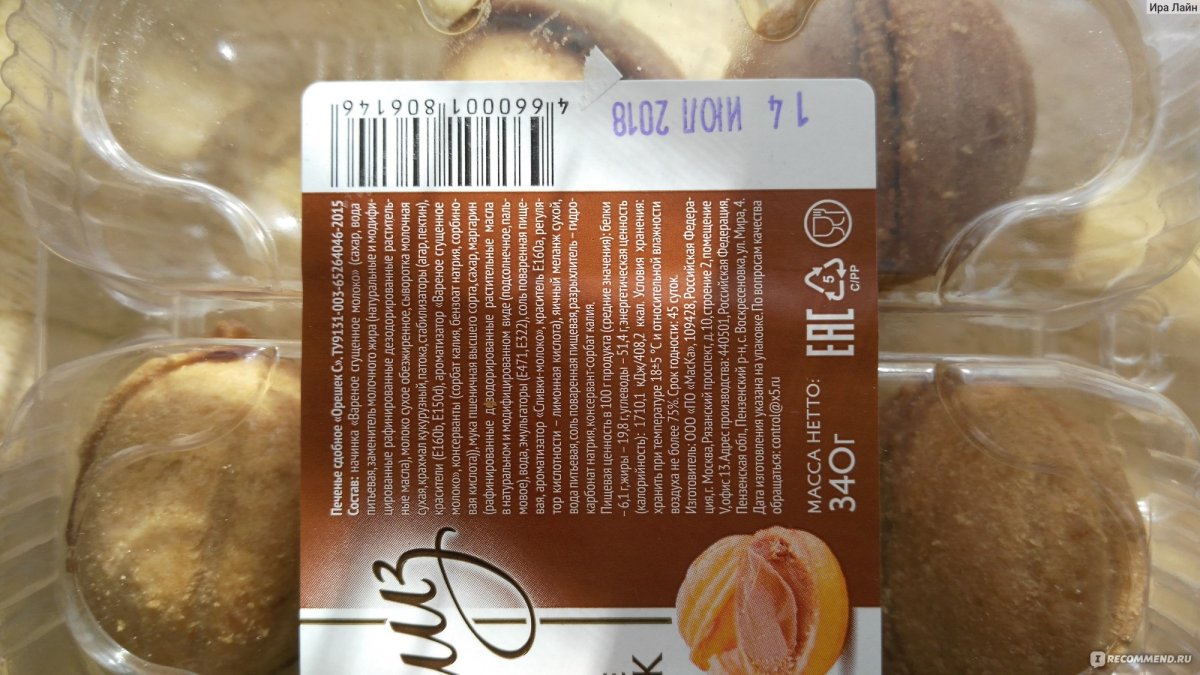 Ира Лайн
4 660001 806146
14 ИЮЛ 2018
Печенье сдобное «Орешек С». ТУ9131-003-65264046-2015
Состав: начинка «Вареное сгущенное молоко» (сахар, вода
питьевая, заменитель молочного жира (натуральные и модифи
цированные рафинированные дезодорированные раститель-
ные масла), молоко сухое обезжиренное, сыворотка молочная
сухая, крахмал кукурузный, патока, стабилизаторы (агар, пектин),
красители (Е160b, Е150d), ароматизатор «Вареное сгущенное
молоко», консерванты (сорбат калия, бензоат натрия, сорбино-
вая кислота)), мука пшеничная высшего сорта, сахар, маргарин
(рафинированные дезодорированные растительные масла
в натуральном и модифицированном виде (подсолнечное, паль-
мовое), вода, эмульгаторы (Е471, Е322), соль поваренная пище-
вая, ароматизатор «Сливки-молоко», краситель Е160а, регуля-
тор кислотности – лимонная кислота), яичный меланж сухой,
вода питьевая, соль поваренная пищевая, разрыхлитель – гидро-
карбонат натрия, консервант-сорбат калия.
Пищевая ценность в 100 г продукта (средние значения): белки
– 6,1 г, жиры – 19,8 г, углеводы – 51,4 г, энергетическая ценность
(калорийность): 1710,1 кДж/408,2 ккал. Условия хранения:
хранить при температуре 18±5 °С и относительной влажности
воздуха не более 75%. Срок годности: 45 суток.
Изготовитель: ООО «ПО «МасКа», 109428, Российская Федера-
ция, г. Москва, Рязанский проспект, д.10, строение 2, помещение
V, офис 13. Адрес производства: 440501, Российская Федерация,
Пензенская обл., Пензенский р-н, с. Воскресеновка, ул. Мира, 4.
Дата изготовления указана на упаковке. По вопросам качества
обращаться: control@x5.ru
МАССА НЕТТО:
340г
ЕАС
5
C/PP
RECOMMEND.RU